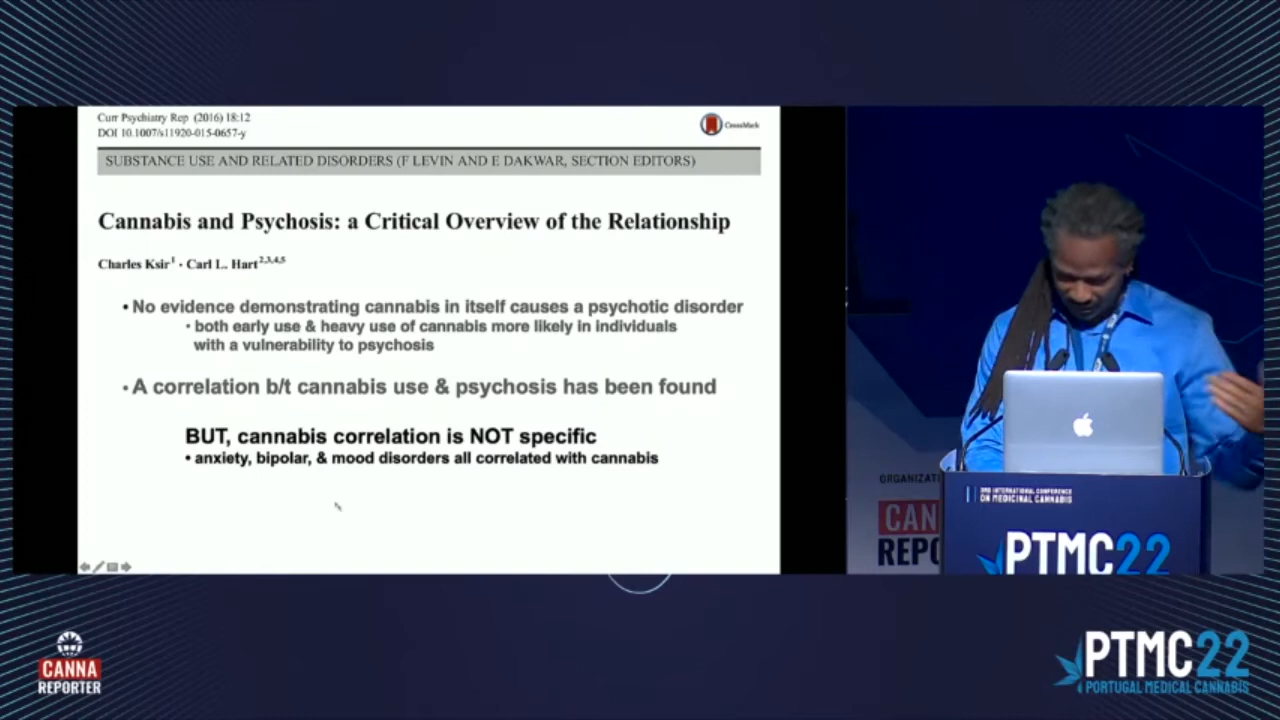 Curr Psychiatry Rep (2016) 18:12
DOI 10.1007/s11920-015-0657-y
CrossMark
SUBSTANCE USE AND RELATED DISORDERS (F LEVIN AND E DAKWAR, SECTION EDITORS)
Cannabis and Psychosis: a Critical Overview of the Relationship
Charles Ksir1 · Carl L. Hart2,3,4,5
• No evidence demonstrating cannabis in itself causes a psychotic disorder
• both early use & heavy use of cannabis more likely in individuals
with a vulnerability to psychosis
• A correlation b/t cannabis use & psychosis has been found
BUT, cannabis correlation is NOT specific
• anxiety, bipolar, & mood disorders all correlated with cannabis
ORGANIZATI
CAN
REPO
3RD INTERNATIONAL CONFERENCE
ON MEDICINAL CANNABIS
PTMC22
CANNA
REPORTER
PTMC22
PORTUGAL MEDICAL CANNABIS